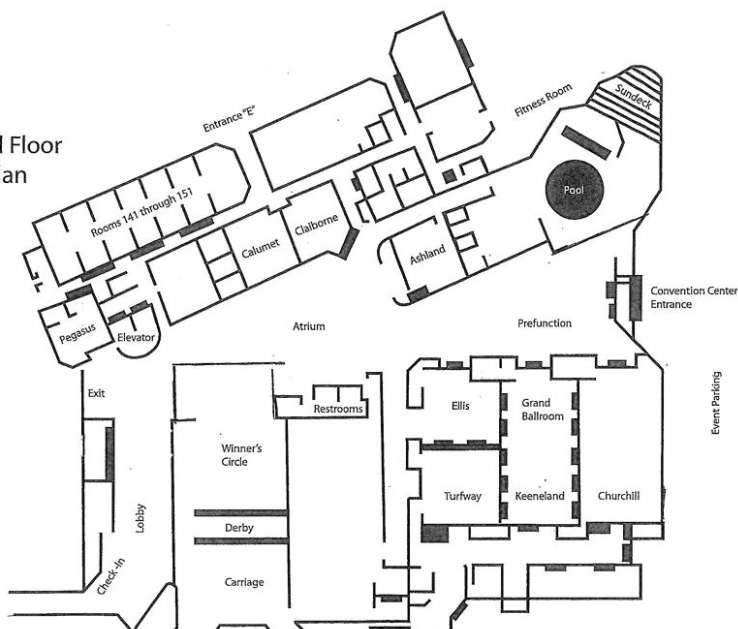 Floor
Entrance "E"
Fitness Room
Sundeck
Rooms 141 through 151
Pool
Claiborne
Calumet
Ashland
Convention Center
Entrance
Pegasus
Elevator
Atrium
Prefunction
Exit
Event Parking
Restrooms
Ellis
Grand
Ballroom
Winner's
Circle
Turfway
Keeneland
Churchill
Lobby
Derby
Check-In
Carriage